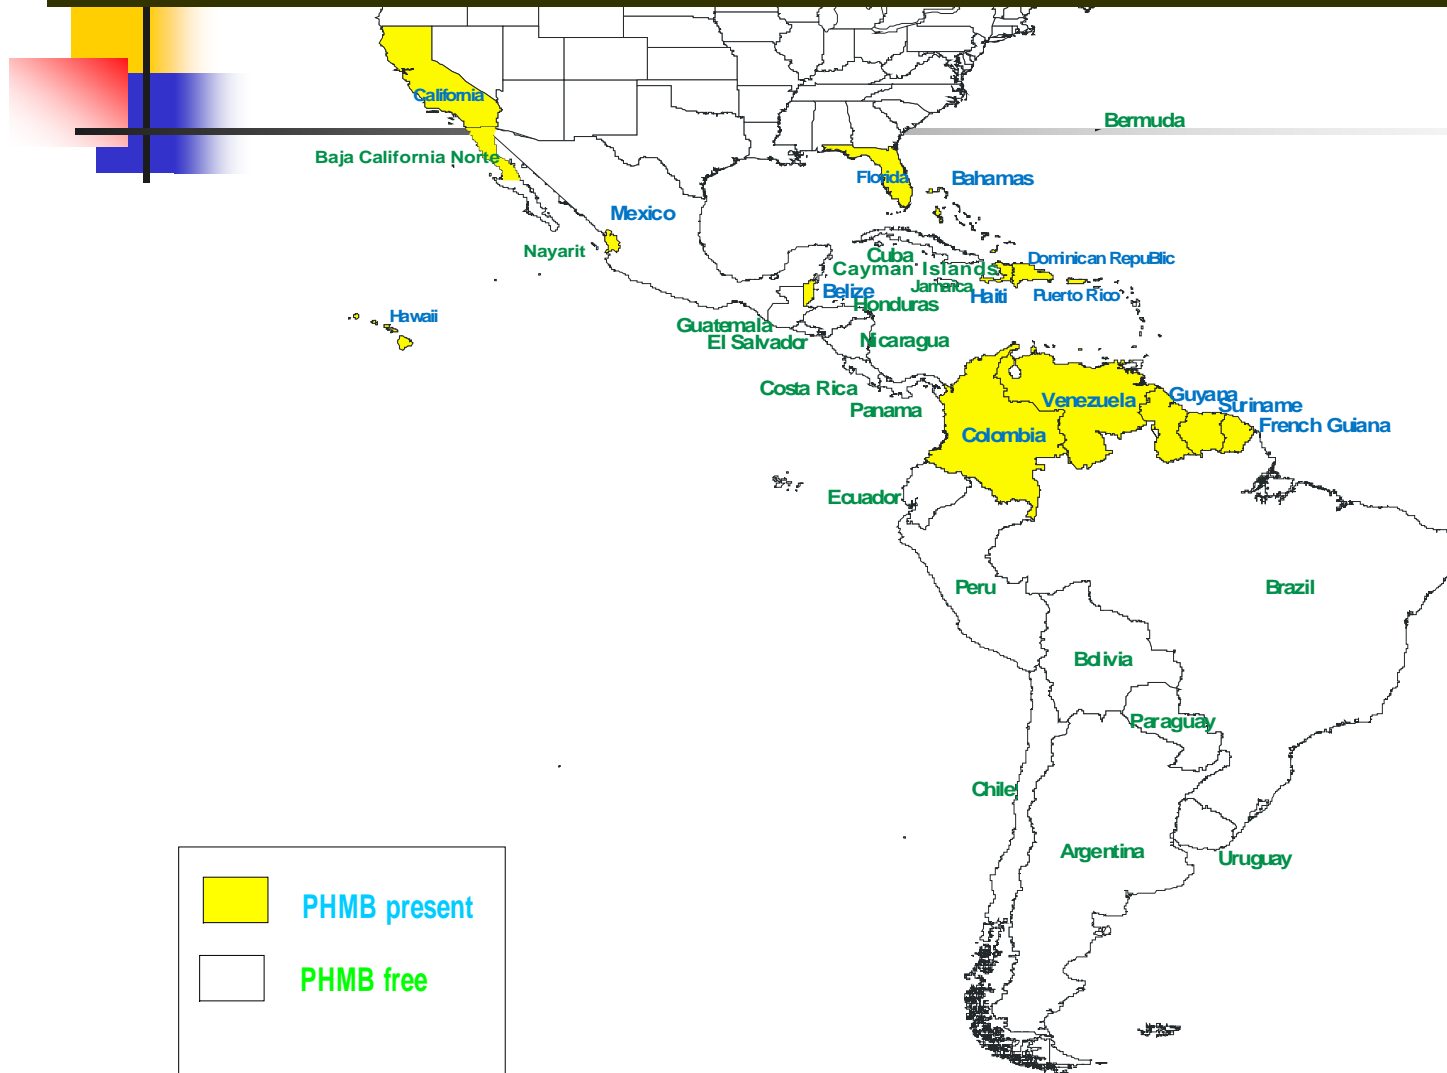 California
Bermuda
Baja California Norte
Florida
Bahamas
Mexico
Nayarit
Cuba
Dominican RepuBlic
Cayman Islands
Jamaica
Belize
Haiti
Puerto Rico
Honduras
Hawaii
Guatemala
El Salvador
Nicaragua
Costa Rica
Panama
Venezuela
Guyana
Suriname
French Guiana
Colombia
Ecuador
Peru
Brazil
Bolivia
Paraguay
Chile
Argentina
Uruguay
PHMB present
PHMB free